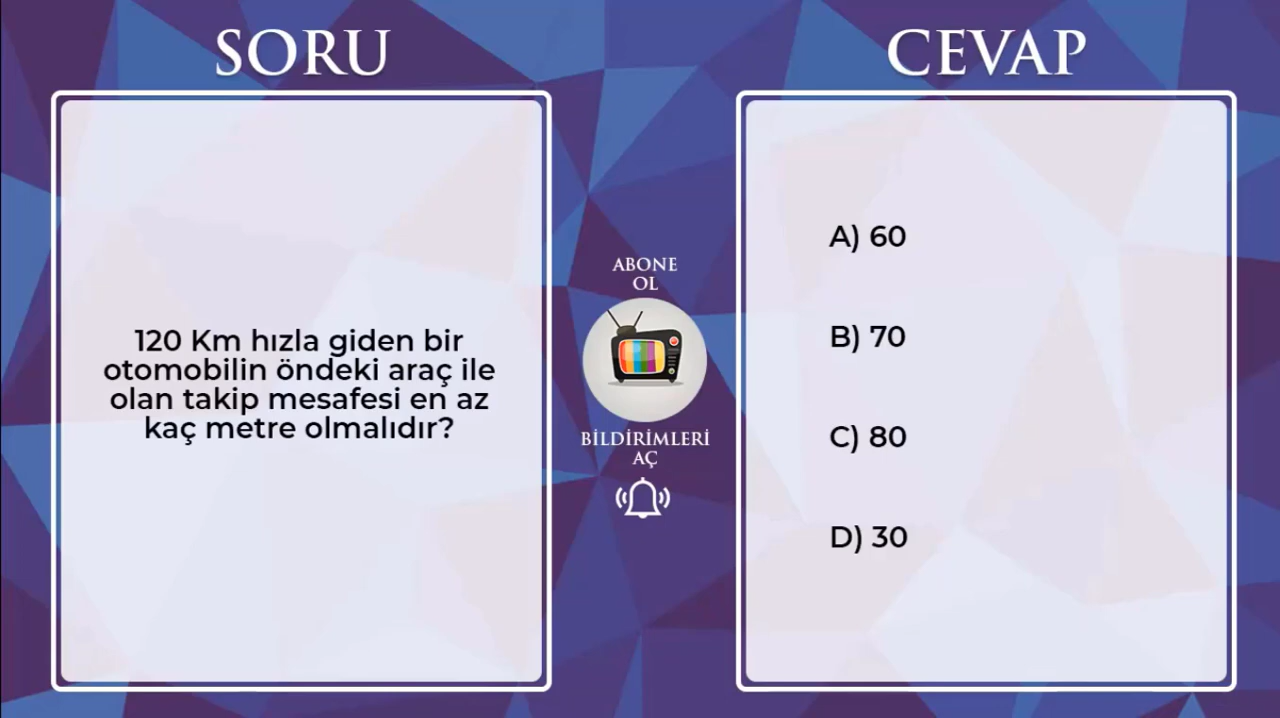 SORU
120 Km hızla giden bir
otomobilin öndeki araç ile
olan takip mesafesi en az
kaç metre olmalıdır?
ABONE
OL
BİLDİRİMLERİ
AÇ
CEVAP
A) 60
B) 70
C) 80
D) 30